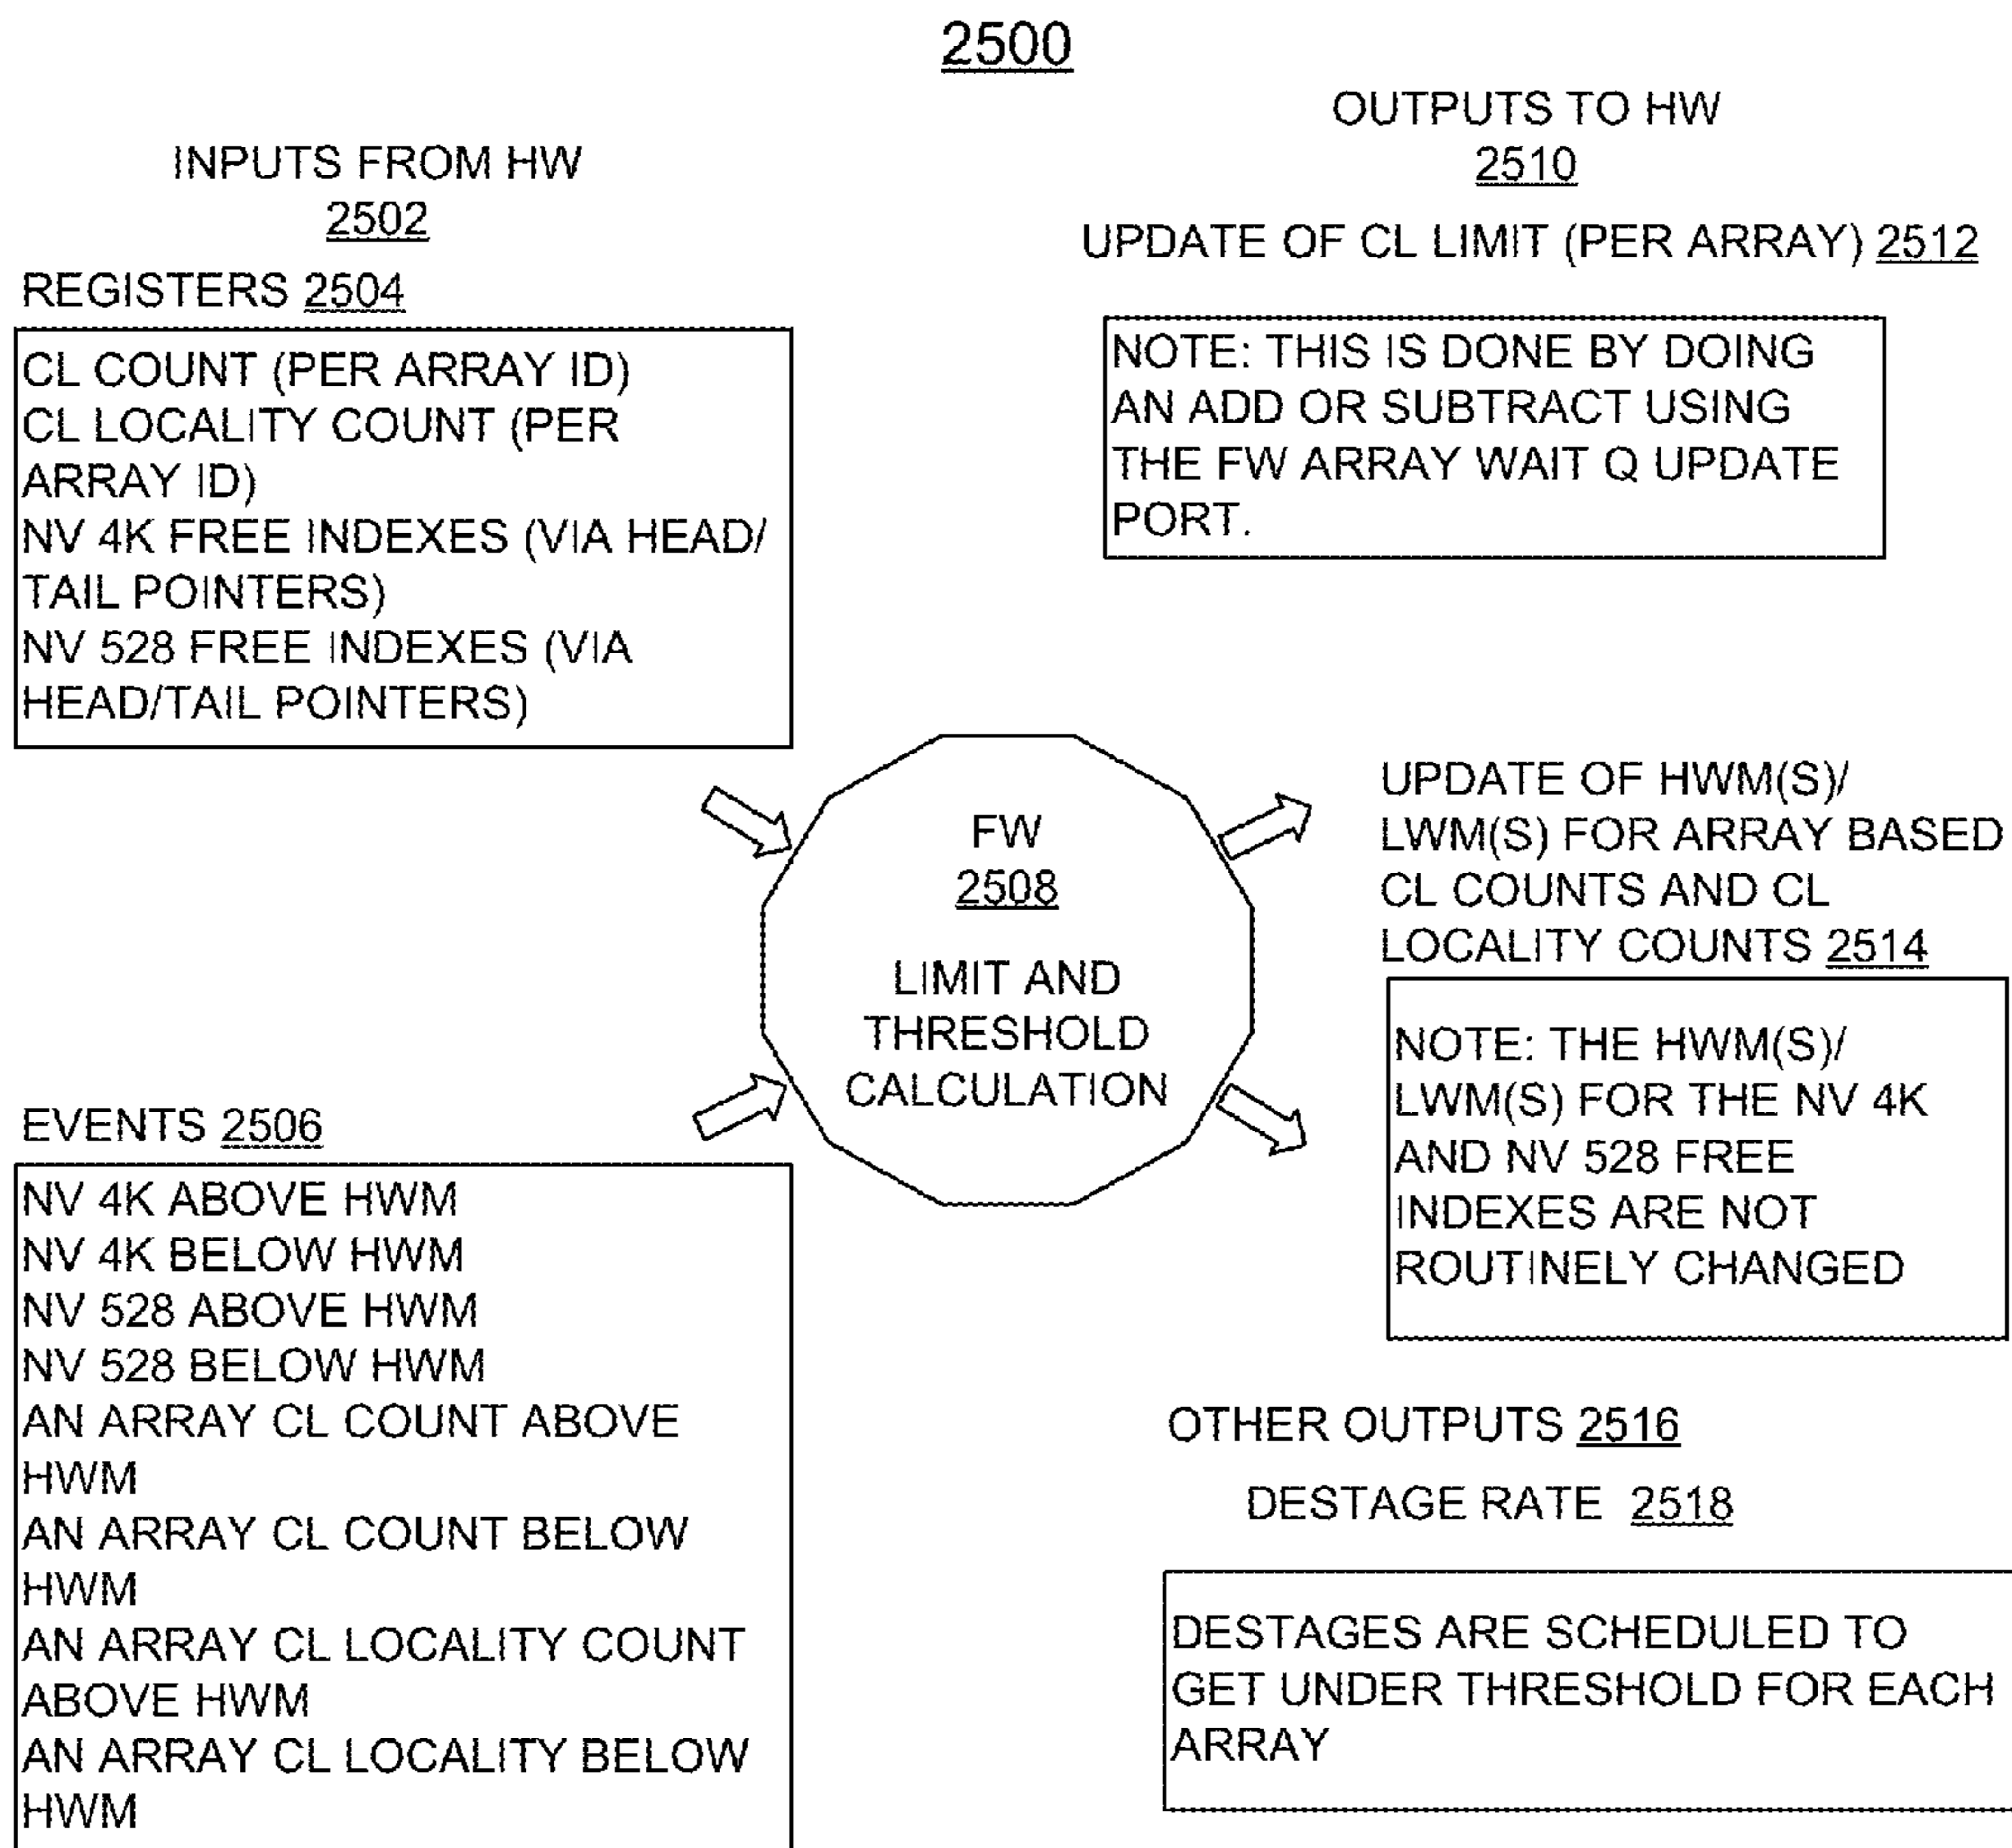 2500
INPUTS FROM HW
2502
REGISTERS 2504
CL COUNT (PER ARRAY ID)
CL LOCALITY COUNT (PER
ARRAY ID)
NV 4K FREE INDEXES (VIA HEAD/
TAIL POINTERS)
NV 528 FREE INDEXES (VIA
HEAD/TAIL POINTERS)
EVENTS 2506
NV 4K ABOVE HWM
NV 4K BELOW HWM
NV 528 ABOVE HWM
NV 528 BELOW HWM
AN ARRAY CL COUNT ABOVE
HWM
AN ARRAY CL COUNT BELOW
HWM
AN ARRAY CL LOCALITY COUNT
ABOVE HWM
AN ARRAY CL LOCALITY BELOW
HWM
FW
2508
LIMIT AND
THRESHOLD
CALCULATION
OUTPUTS TO HW
2510
UPDATE OF CL LIMIT (PER ARRAY) 2512
NOTE: THIS IS DONE BY DOING
AN ADD OR SUBTRACT USING
THE FW ARRAY WAIT Q UPDATE
PORT.
UPDATE OF HWM(S)/
LWM(S) FOR ARRAY BASED
CL COUNTS AND CL
LOCALITY COUNTS 2514
NOTE: THE HWM(S)/
LWM(S) FOR THE NV 4K
AND NV 528 FREE
INDEXES ARE NOT
ROUTINELY CHANGED
OTHER OUTPUTS 2516
DESTAGE RATE 2518
DESTAGES ARE SCHEDULED TO
GET UNDER THRESHOLD FOR EACH
ARRAY